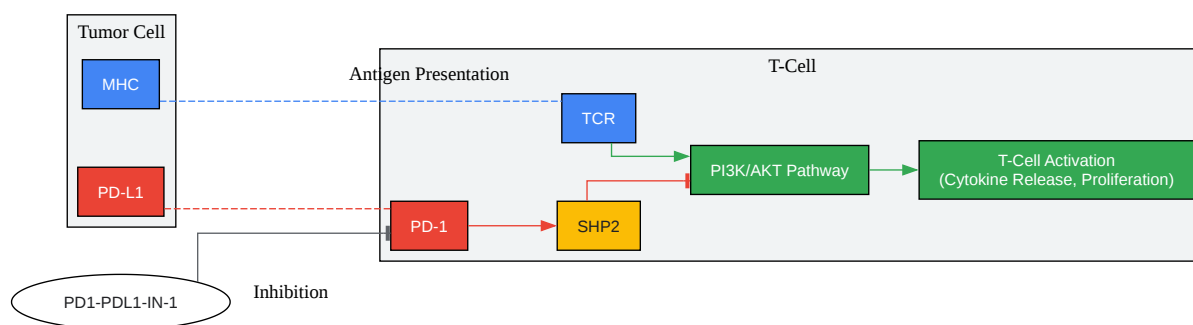 Tumor Cell
MHC
Antigen Presentation
T-Cell
TCR
PI3K/AKT Pathway
T-Cell Activation
(Cytokine Release, Proliferation)
PD-L1
PD-1
SHP2
PD1-PDL1-IN-1
Inhibition